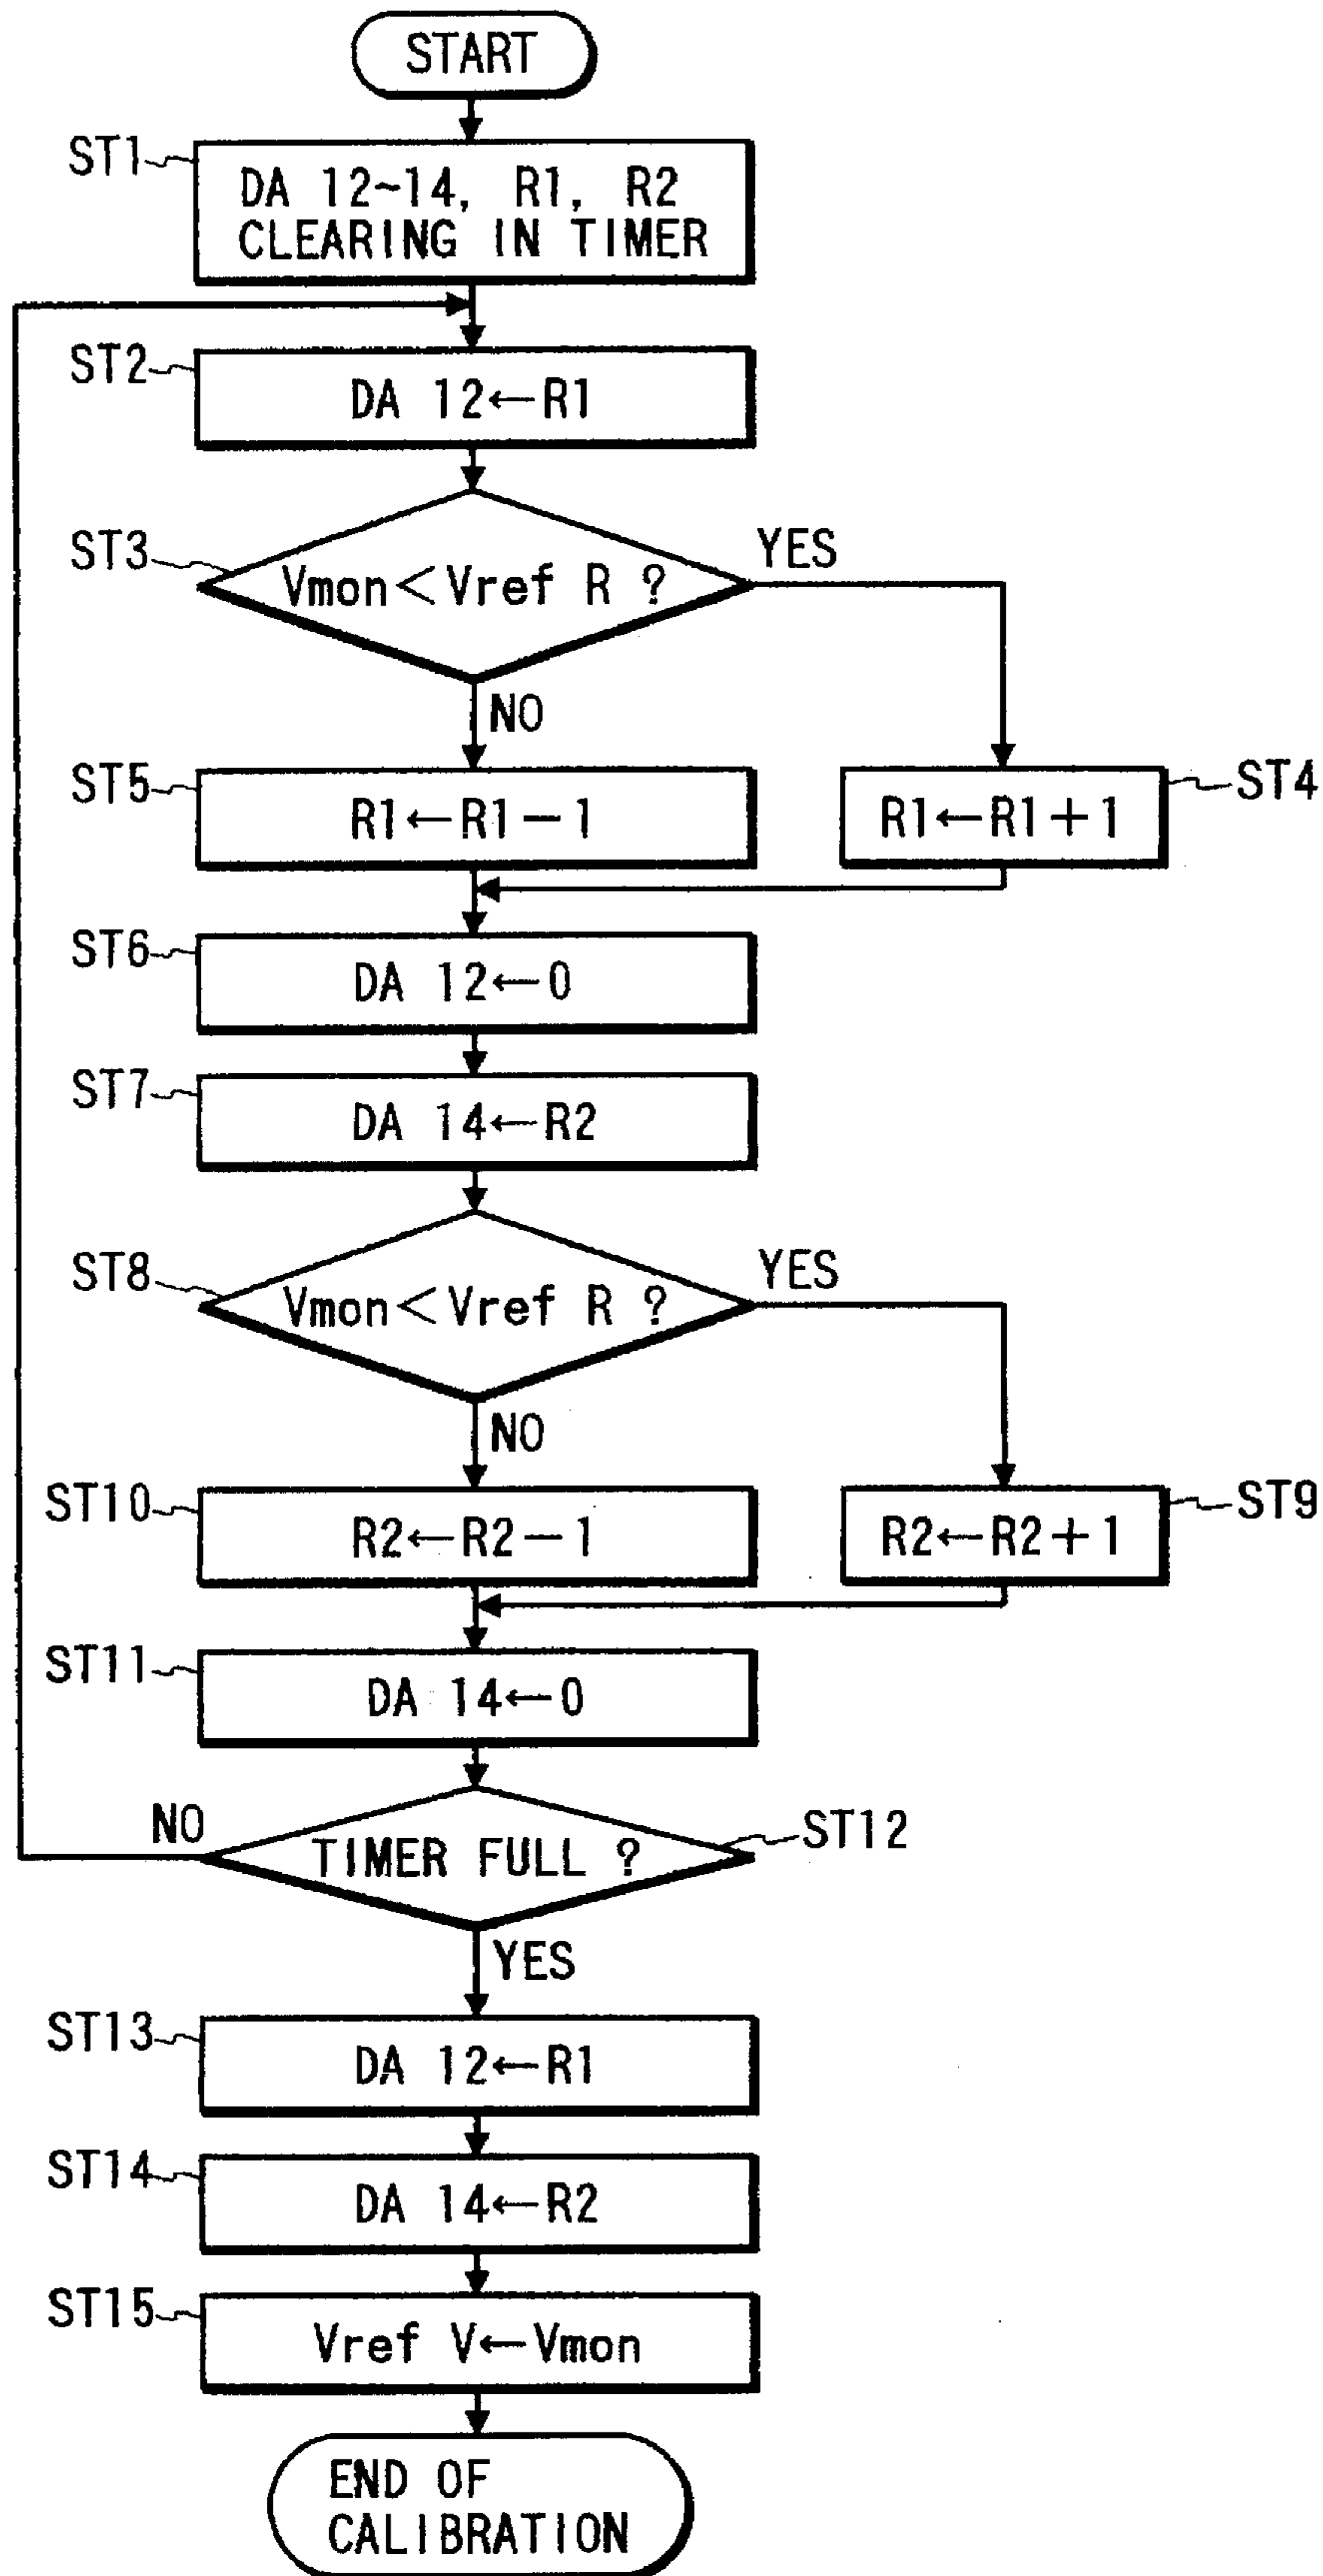 START
ST1
DA 12~14, R1, R2
CLEARING IN TIMER
ST2
DA 12←R1
ST3
Vmon<Vref R ?
YES
NO
ST5
R1←R1−1
ST4
R1←R1+1
ST6
DA 12←0
ST7
DA 14←R2
ST8
Vmon<Vref R ?
YES
NO
ST10
R2←R2−1
ST9
R2←R2+1
ST11
DA 14←0
NO
TIMER FULL ?
ST12
YES
ST13
DA 12←R1
ST14
DA 14←R2
ST15
Vref V←Vmon
END OF
CALIBRATION